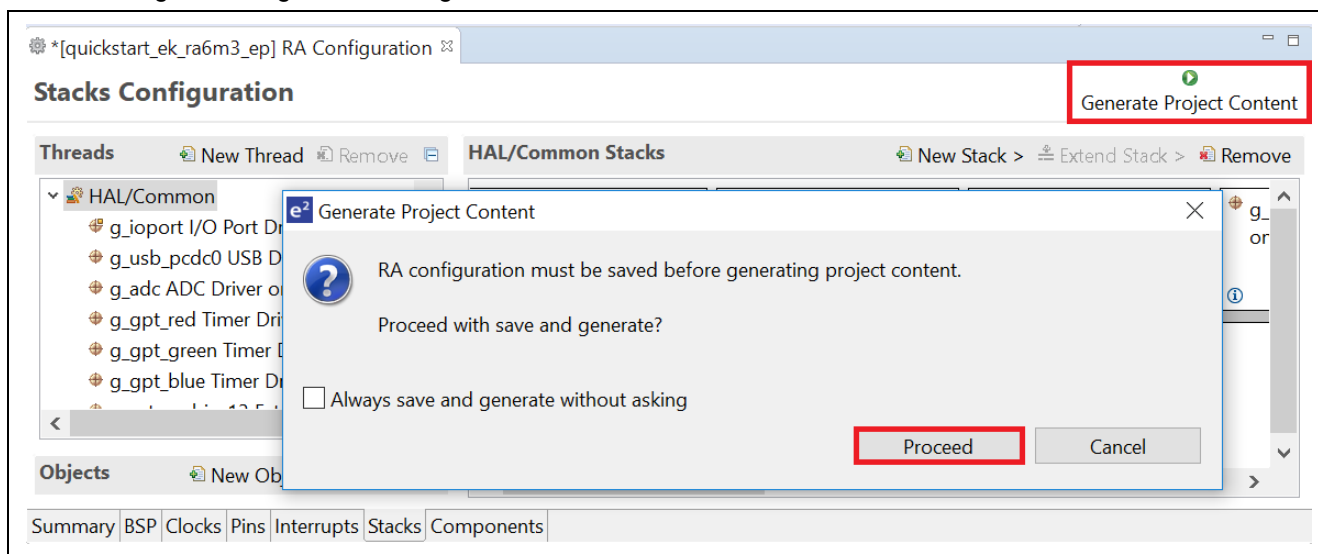 *[quickstart_ek_ra6m3_ep] RA Configuration
Stacks Configuration
Generate Project Content
Threads
New Thread
Remove
HAL/Common Stacks
New Stack >
Extend Stack >
Remove
HAL/Common
g_ioport I/O Port Dr
g_usb_pcdc0 USB D
g_adc ADC Driver o
g_gpt_red Timer Dri
g_gpt_green Timer D
g_gpt_blue Timer Dr
g_
or
e² Generate Project Content
RA configuration must be saved before generating project content.
Proceed with save and generate?
Always save and generate without asking
Proceed
Cancel
Objects
New Ob
Summary
BSP
Clocks
Pins
Interrupts
Stacks
Components